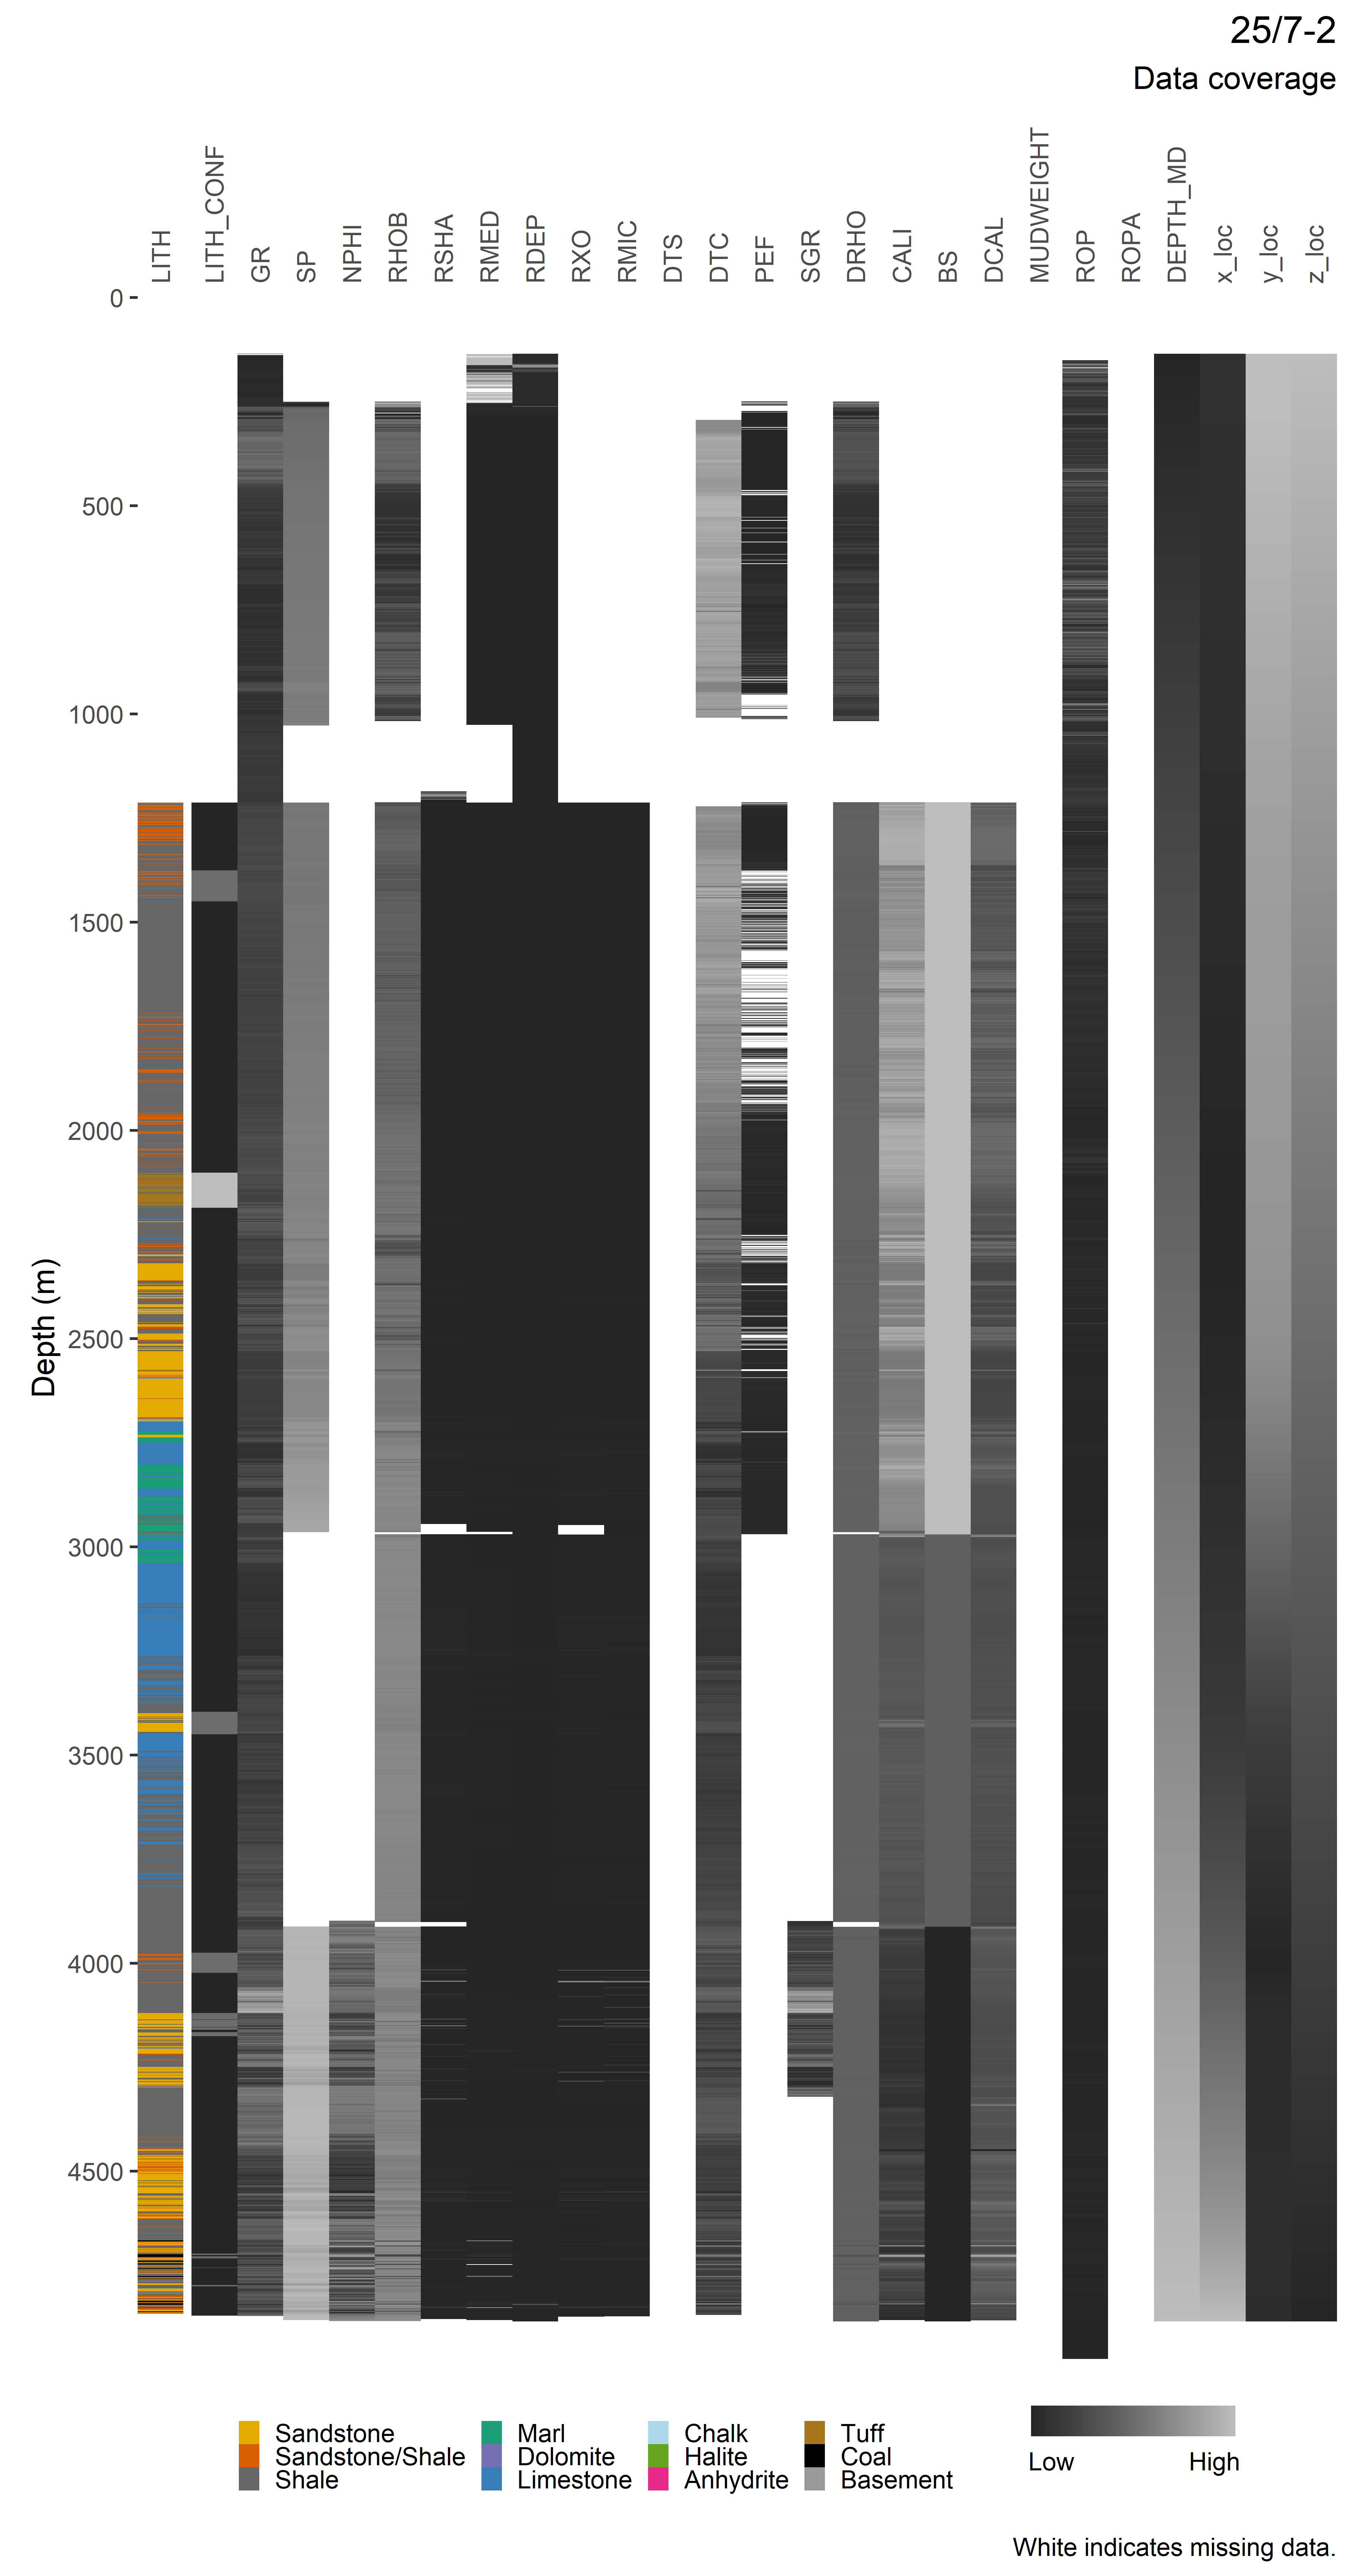 25/7-2
Data coverage
LITH
LITH_CONF
GR
SP
NPHI
RHOB
RSHA
RMED
RDEP
RXO
RMIC
DTS
DTC
PEF
SGR
DRHO
CALI
BS
DCAL
MUDWEIGHT
ROP
ROPA
DEPTH_MD
x_loc
y_loc
z_loc
0
500
1000
1500
2000
2500
3000
3500
4000
4500
Depth (m)
Sandstone
Sandstone/Shale
Shale
Marl
Dolomite
Limestone
Chalk
Halite
Anhydrite
Tuff
Coal
Basement
Low
High
White indicates missing data.